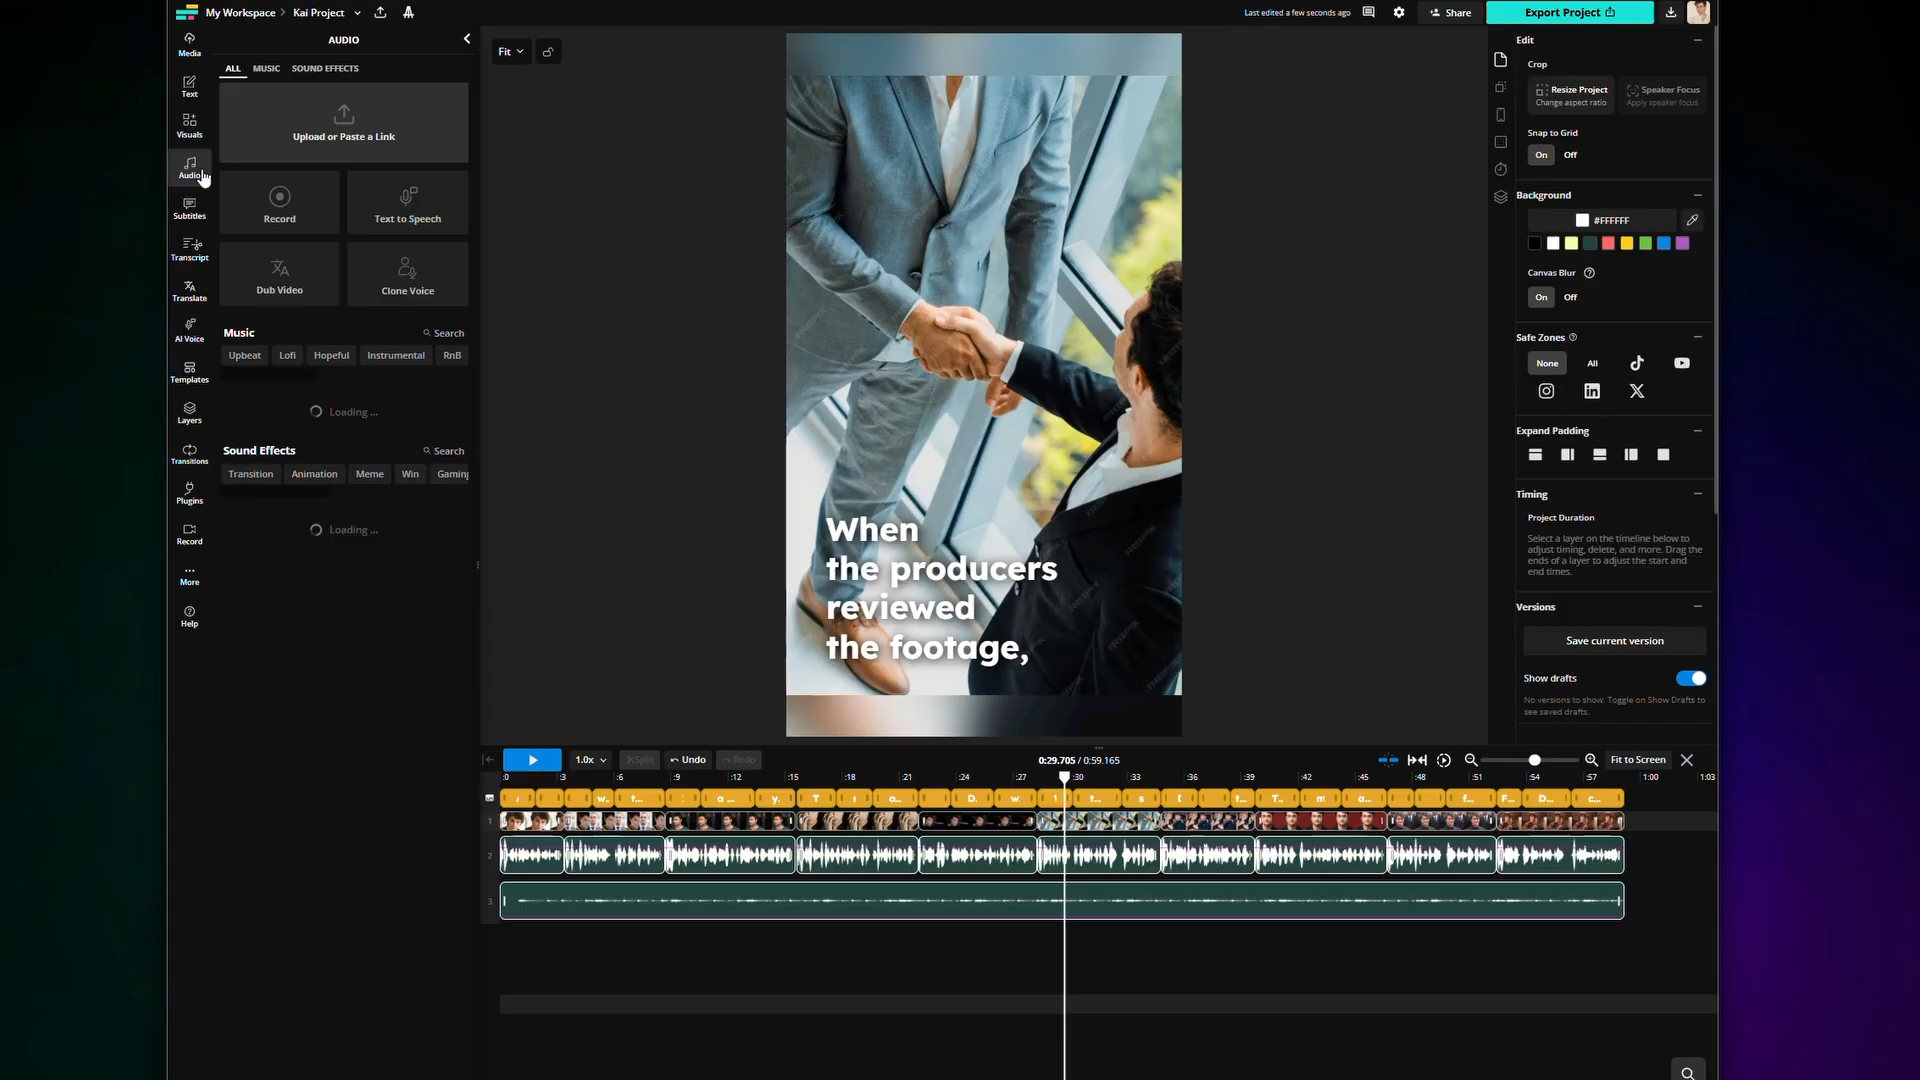 My Workspace > Kai Project
Last edited a few seconds ago
Share
Export Project
Media
Text
Visuals
Audio
Subtitles
Transcript
Translate
AI Voice
Templates
Layers
Transitions
Plugins
Record
More
Help
AUDIO
ALL MUSIC SOUND EFFECTS
Upload or Paste a Link
Record
Text to Speech
Dub Video
Clone Voice
Music
Search
Upbeat Lofi Hopeful Instrumental RnB
Loading ...
Sound Effects
Search
Transition Animation Meme Win Gaming
Loading ...
Fit
When
the producers
reviewed
the footage,
Edit
Crop
Resize Project
Change aspect ratio
Speaker Focus
Apply speaker focus
Snap to Grid
On Off
Background
#FFFFFF
Canvas Blur
On Off
Safe Zones
None All
Expand Padding
Timing
Project Duration
Select a layer on the timeline below to
adjust timing, delete, and more. Drag the
ends of a layer to adjust the start and
end times.
Versions
Save current version
Show drafts
No versions to show. Toggle on Show Drafts to
see saved drafts.
1.0x
Split
Undo
Redo
0:29.705 / 0:59.165
Fit to Screen
:0 :3 :6 :9 :12 :15 :18 :21 :24 :27 :30 :33 :36 :39 :42 :45 :48 :51 :54 :57 1:00 1:03
w. t... a ... y. T a... D. w. t... s t... T. m a... f... F... D... c...
1
2
3